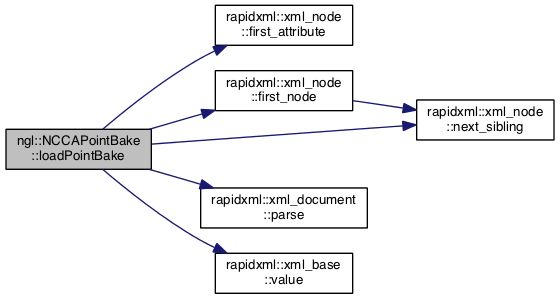 rapidxml::xml_node
::first_attribute
rapidxml::xml_node
::first_node
rapidxml::xml_node
::next_sibling
ngl::NCCAPointBake
::loadPointBake
rapidxml::xml_document
::parse
rapidxml::xml_base
::value